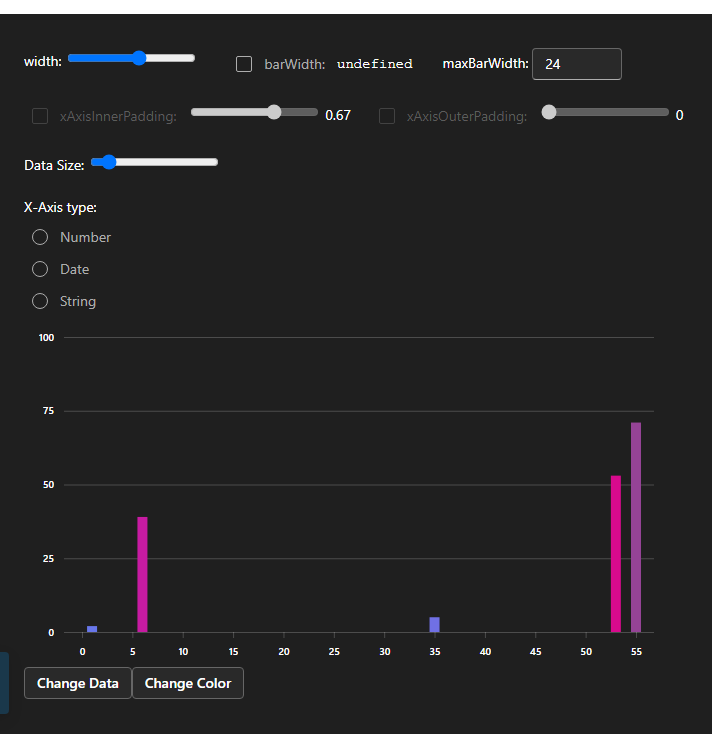 width: barWidth: undefined maxBarWidth: 24
xAxisInnerPadding: 0.67 xAxisOuterPadding: 0
Data Size:
X-Axis type:
Number
Date
String
100
75
50
25
0
0 5 10 15 20 25 30 35 40 45 50 55
Change Data Change Color